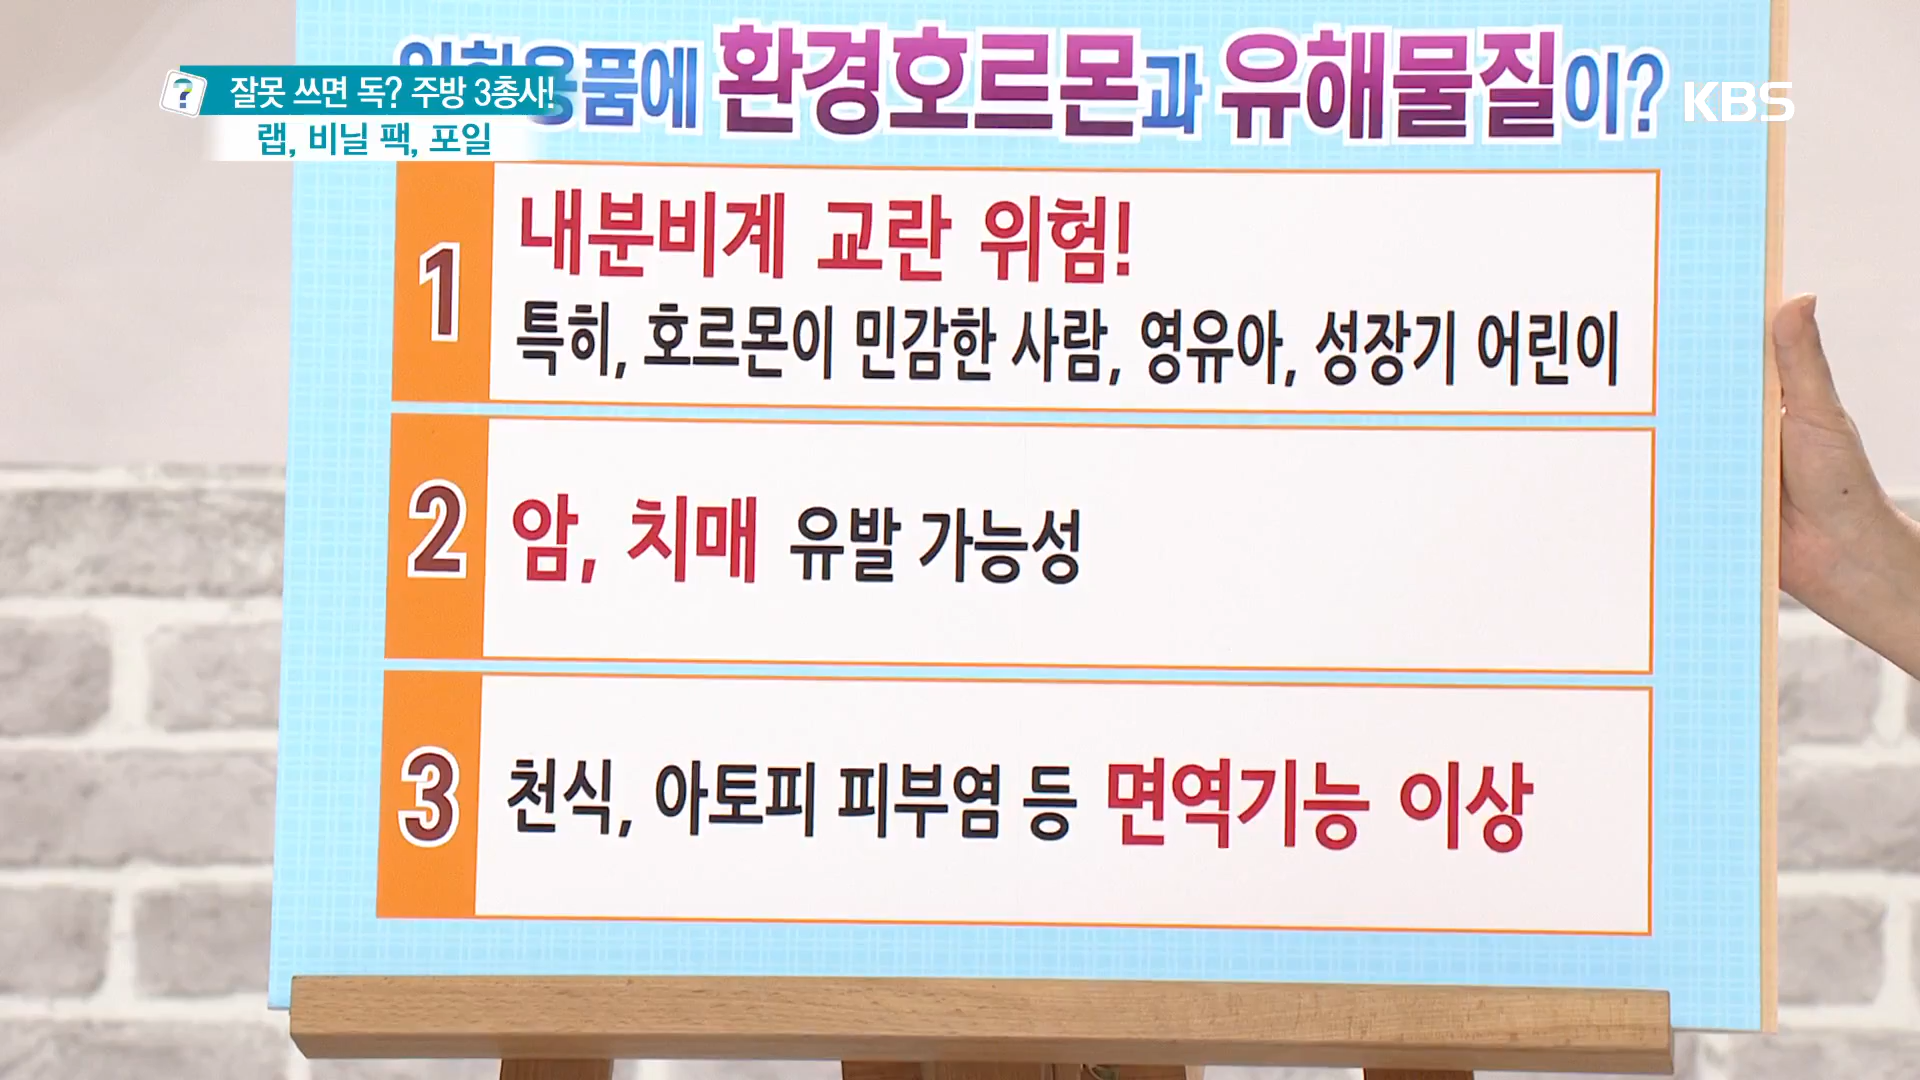 잘못 쓰면 독? 주방 3총사!
랩, 비닐 팩, 포일
KBS
용품에 환경호르몬과 유해물질이?
1
내분비계 교란 위험!
특히, 호르몬이 민감한 사람, 영유아, 성장기 어린이
2
암, 치매 유발 가능성
3
천식, 아토피 피부염 등 면역기능 이상